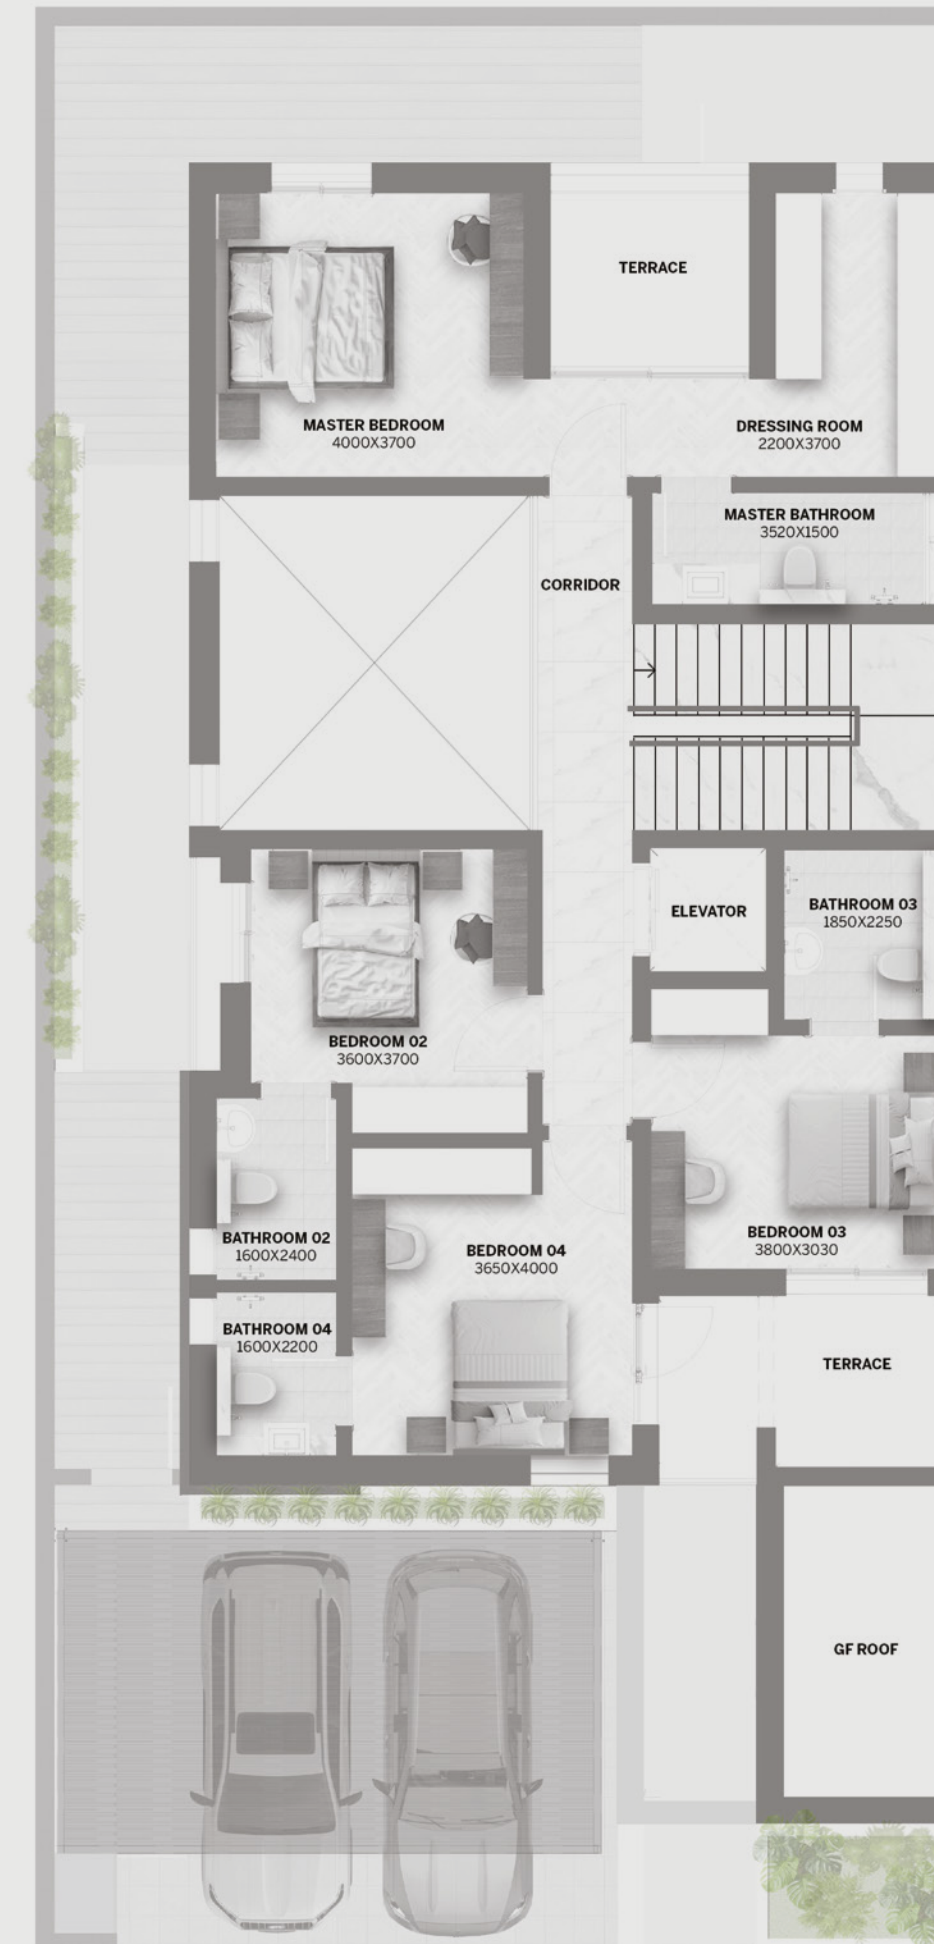 TERRACE
MASTER BEDROOM
4000X3700
DRESSING ROOM
2200X3700
MASTER BATHROOM
3520X1500
CORRIDOR
ELEVATOR
BATHROOM 03
1850X2250
BEDROOM 02
3600X3700
BATHROOM 02
1600X2400
BEDROOM 04
3650X4000
BEDROOM 03
3800X3030
BATHROOM 04
1600X2200
TERRACE
GF ROOF